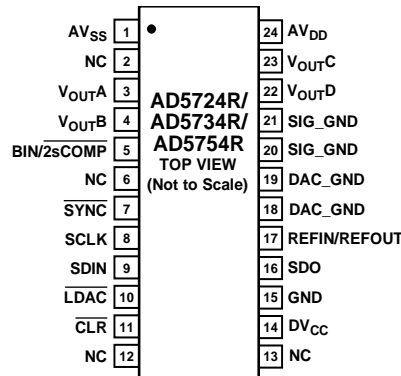 AVSS 1
NC 2
VOUTA 3
VOUTB 4
BIN/2sCOMP 5
NC 6
SYNC 7
SCLK 8
SDIN 9
LDAC 10
CLR 11
NC 12
AD5724R/
AD5734R/
AD5754R
TOP VIEW
(Not to Scale)
24 AVDD
23 VOUTC
22 VOUTD
21 SIG_GND
20 SIG_GND
19 DAC_GND
18 DAC_GND
17 REFIN/REFOUT
16 SDO
15 GND
14 DVCC
13 NC